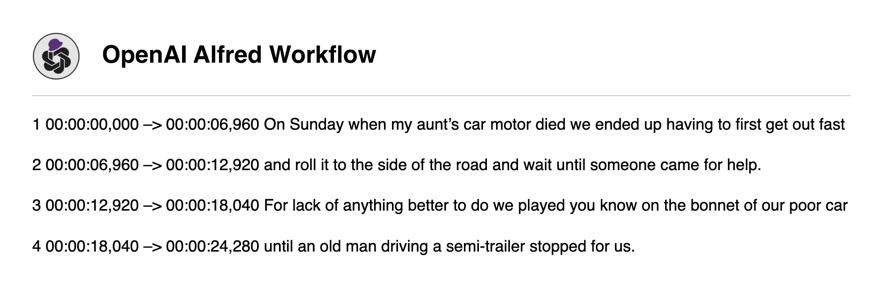 OpenAI Alfred Workflow
1 00:00:00,000 –> 00:00:06,960 On Sunday when my aunt’s car motor died we ended up having to first get out fast
2 00:00:06,960 –> 00:00:12,920 and roll it to the side of the road and wait until someone came for help.
3 00:00:12,920 –> 00:00:18,040 For lack of anything better to do we played you know on the bonnet of our poor car
4 00:00:18,040 –> 00:00:24,280 until an old man driving a semi-trailer stopped for us.